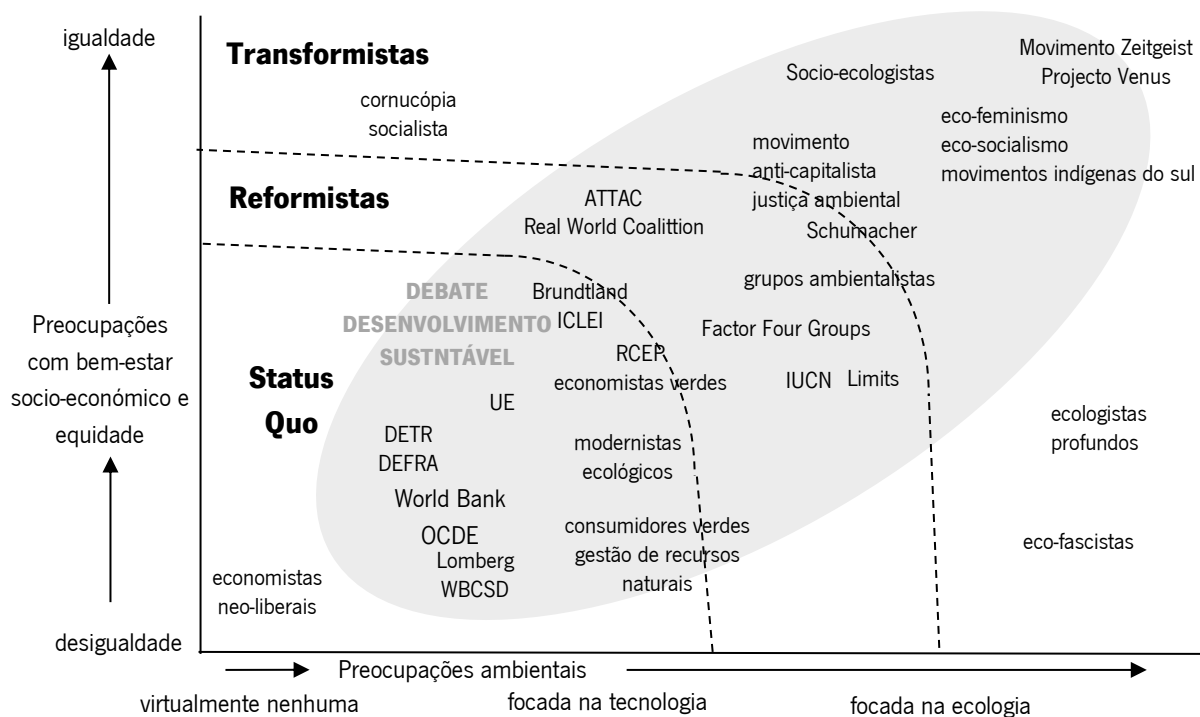 igualdade
Transformistas
Movimento Zeitgeist
Projecto Venus
Socio-ecologistas
cornucópia
socialista
eco-feminismo
eco-socialismo
movimentos indígenas do sul
movimento
anti-capitalista
justiça ambiental
Reformistas
ATTAC
Real World Coalittion
Schumacher
grupos ambientalistas
DEBATE
DESENVOLVIMENTO
SUSTNTÁVEL
Brundtland
ICLEI
Factor Four Groups
Preocupações
com bem-estar
socio-económico e
equidade
RCEP
economistas verdes
IUCN
Limits
Status
Quo
UE
DETR
DEFRA
modernistas
ecológicos
ecologistas
profundos
World Bank
OCDE
Lomberg
WBCSD
consumidores verdes
gestão de recursos
naturais
eco-fascistas
economistas
neo-liberais
desigualdade
Preocupações ambientais
virtualmente nenhuma
focada na tecnologia
focada na ecologia